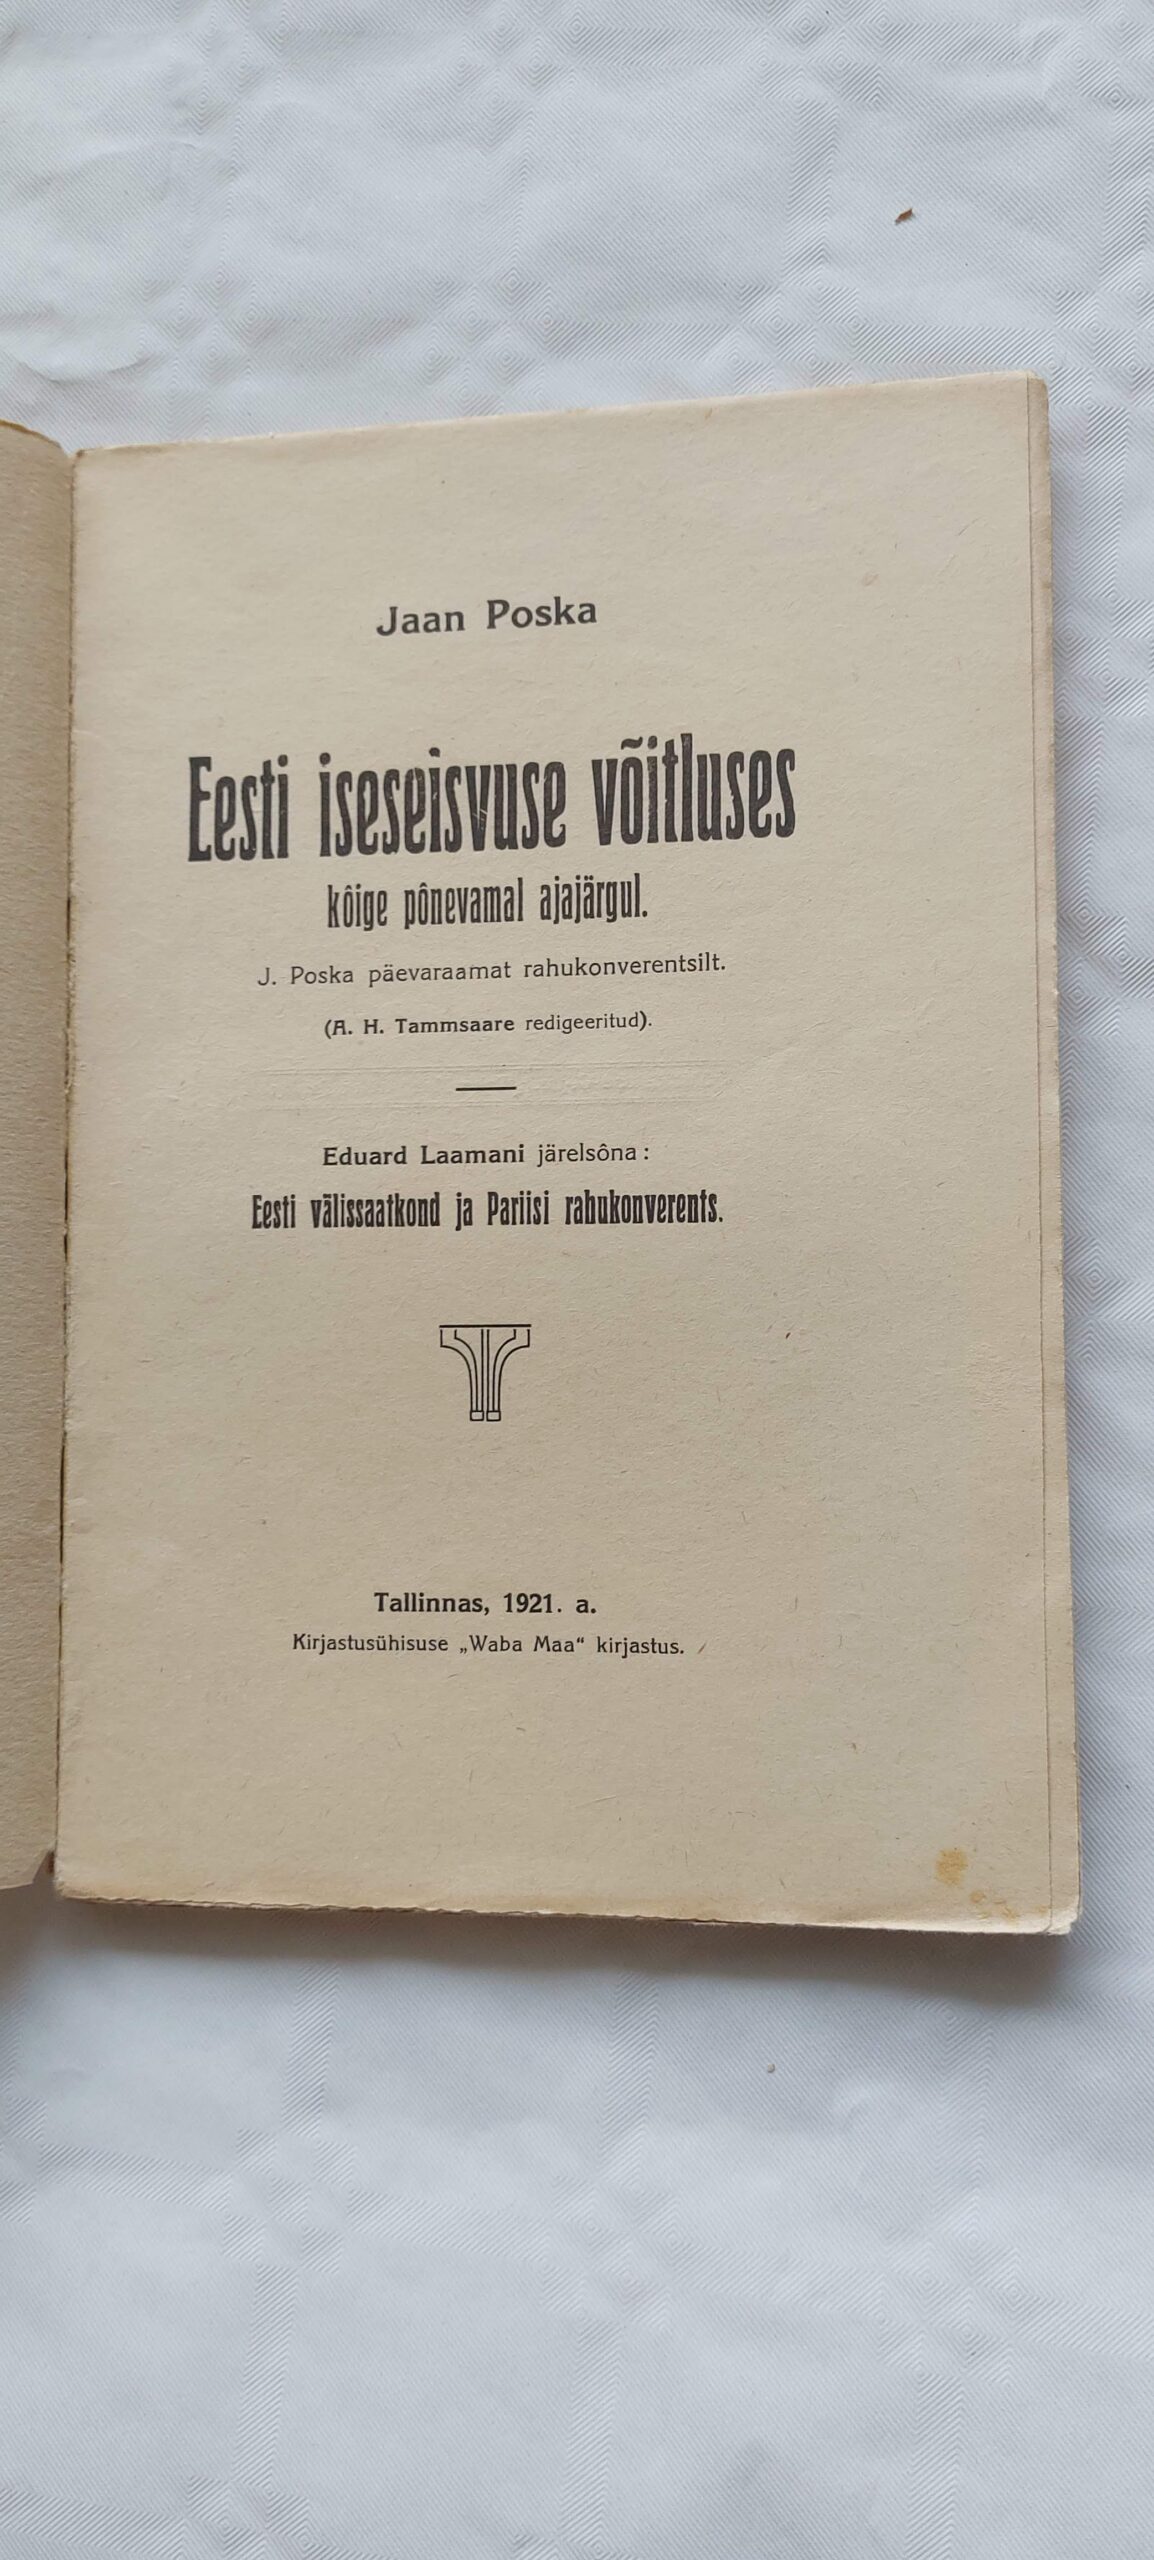 Jaan Poska
Eesti iseseisvuse võitluses
kôige pônevamal ajajärgul.
J. Poska päevaraamat rahukonverentsilt.
(A. H. Tammsaare redigeeritud).
Eduard Laamani järelsôna:
Eesti välissaatkond ja Pariisi rahukonverents.
Tallinnas, 1921. a.
Kirjastusühisuse „Waba Maa“ kirjastus.